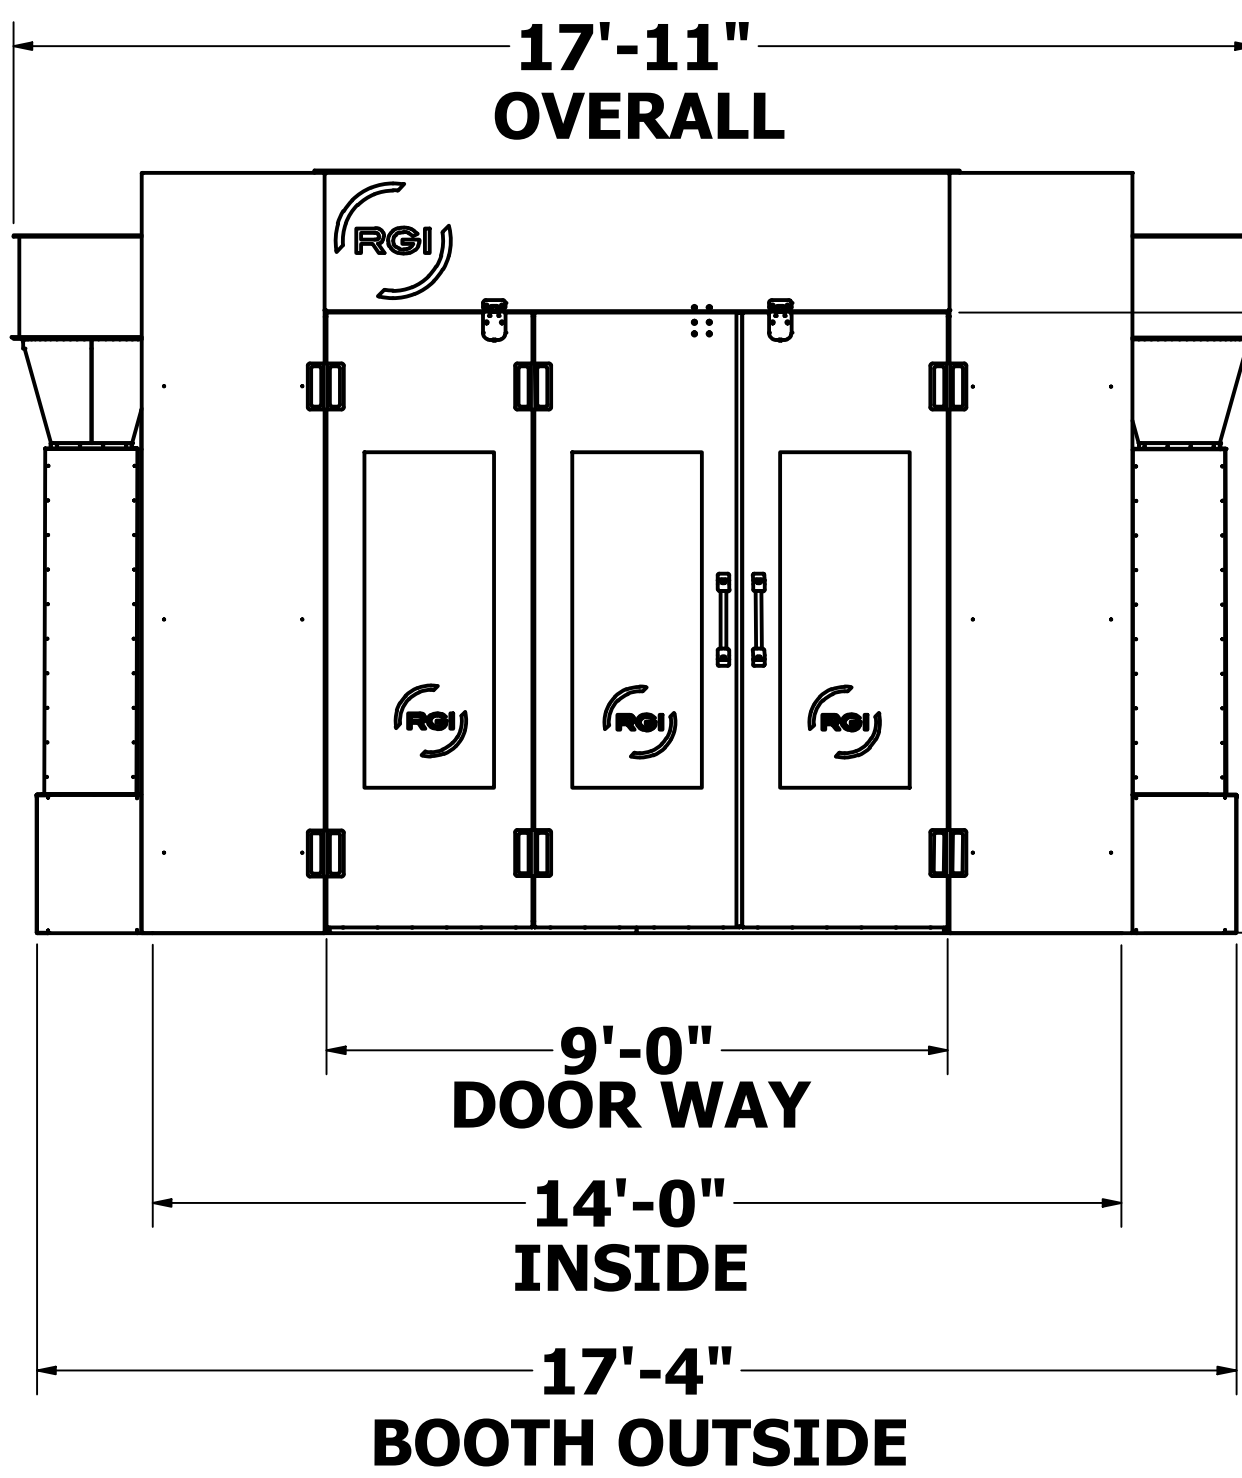 17'-11"
OVERALL
RGI
RGI
RGI
RGI
9'-0"
DOOR WAY
14'-0"
INSIDE
17'-4"
BOOTH OUTSIDE